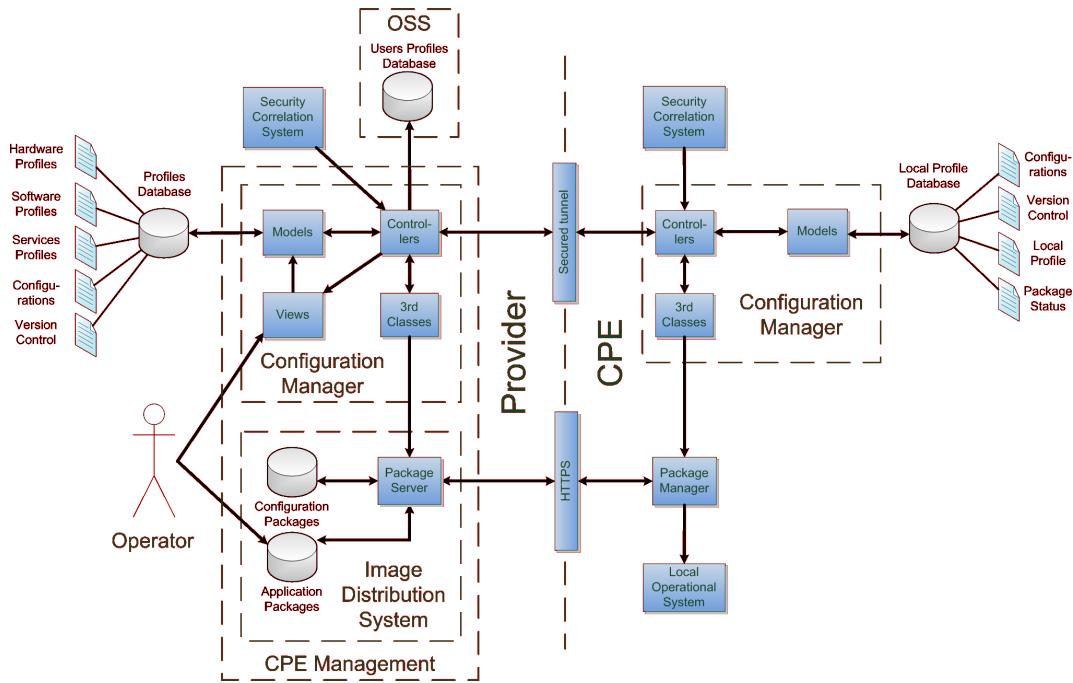 OSS
Users Profiles
Database
Security
Correlation
System
Security
Correlation
System
Hardware
Profiles
Software
Profiles
Services
Profiles
Configu-
rations
Version
Control
Profiles
Database
Models
Control-
lers
Views
3rd
Classes
Configuration
Manager
Secured tunnel
Provider
CPE
Control-
lers
Models
3rd
Classes
Configuration
Manager
Local Profile
Database
Configu-
rations
Version
Control
Local
Profile
Package
Status
Operator
Configuration
Packages
Package
Server
Application
Packages
Image
Distribution
System
CPE Management
HTTPS
Package
Manager
Local
Operational
System